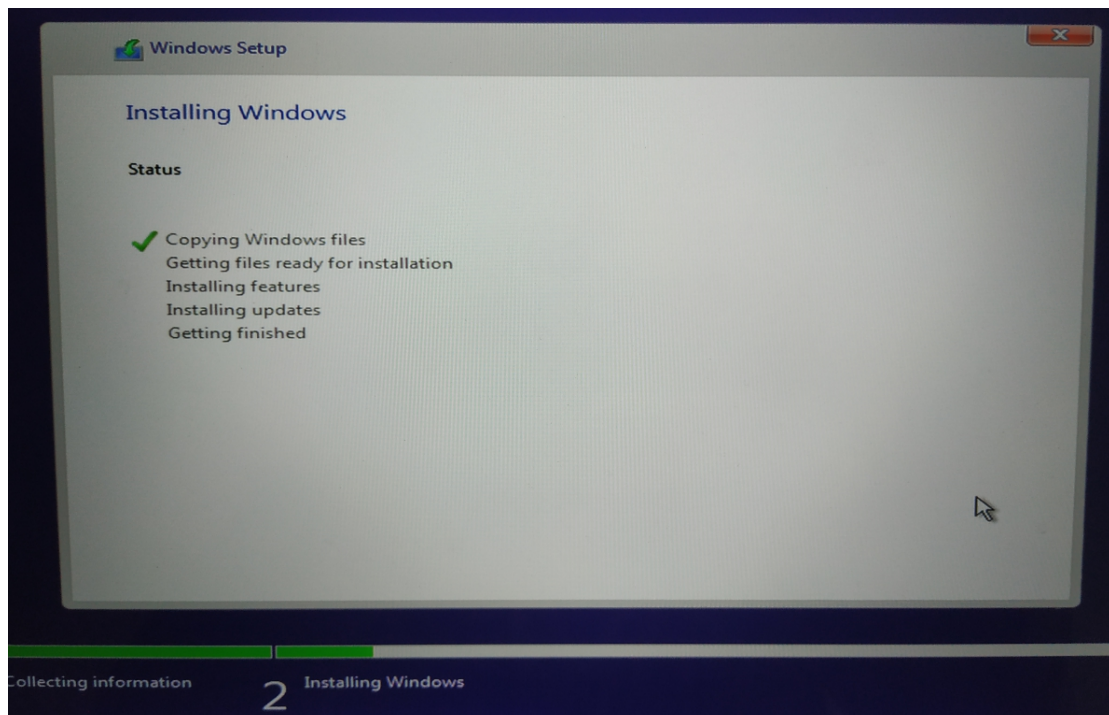 Windows Setup
Installing Windows
Status
Copying Windows files
Getting files ready for installation
Installing features
Installing updates
Getting finished
Collecting information
2 Installing Windows